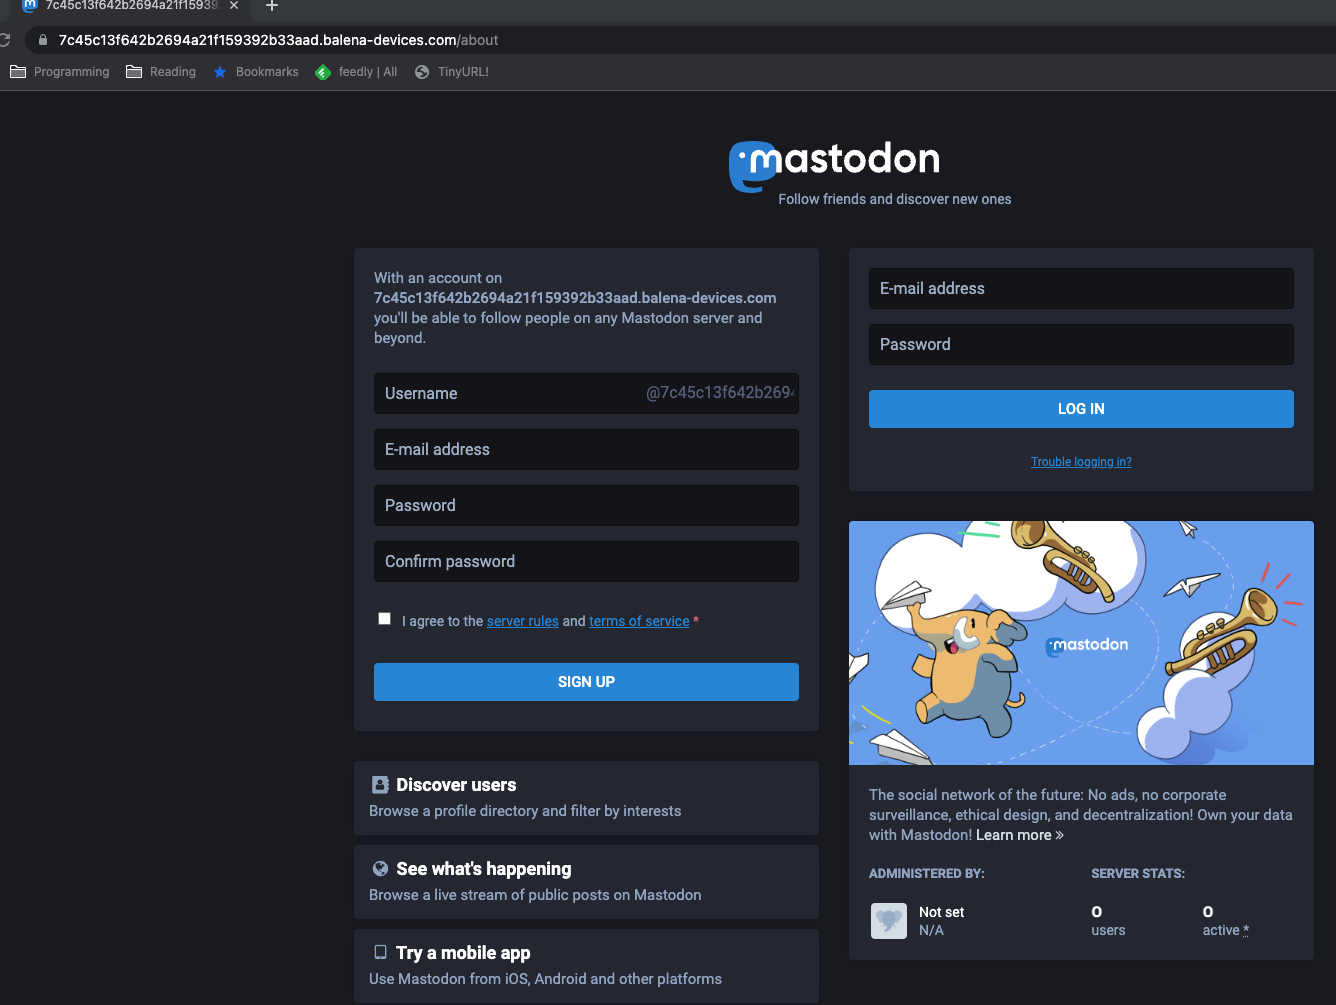 7c45c13f642b2694a21f15939
7c45c13f642b2694a21f159392b33aad.balena-devices.com/about
Programming
Reading
Bookmarks
feedly | All
TinyURL!
mastodon
Follow friends and discover new ones
With an account on
7c45c13f642b2694a21f159392b33aad.balena-devices.com
you'll be able to follow people on any Mastodon server and
beyond.
Username
@7c45c13f642b2694
E-mail address
Password
Confirm password
I agree to the server rules and terms of service *
SIGN UP
Discover users
Browse a profile directory and filter by interests
See what's happening
Browse a live stream of public posts on Mastodon
Try a mobile app
Use Mastodon from iOS, Android and other platforms
E-mail address
Password
LOG IN
Trouble logging in?
mastodon
The social network of the future: No ads, no corporate
surveillance, ethical design, and decentralization! Own your data
with Mastodon! Learn more »
ADMINISTERED BY:
Not set
N/A
SERVER STATS:
0
users
0
active *